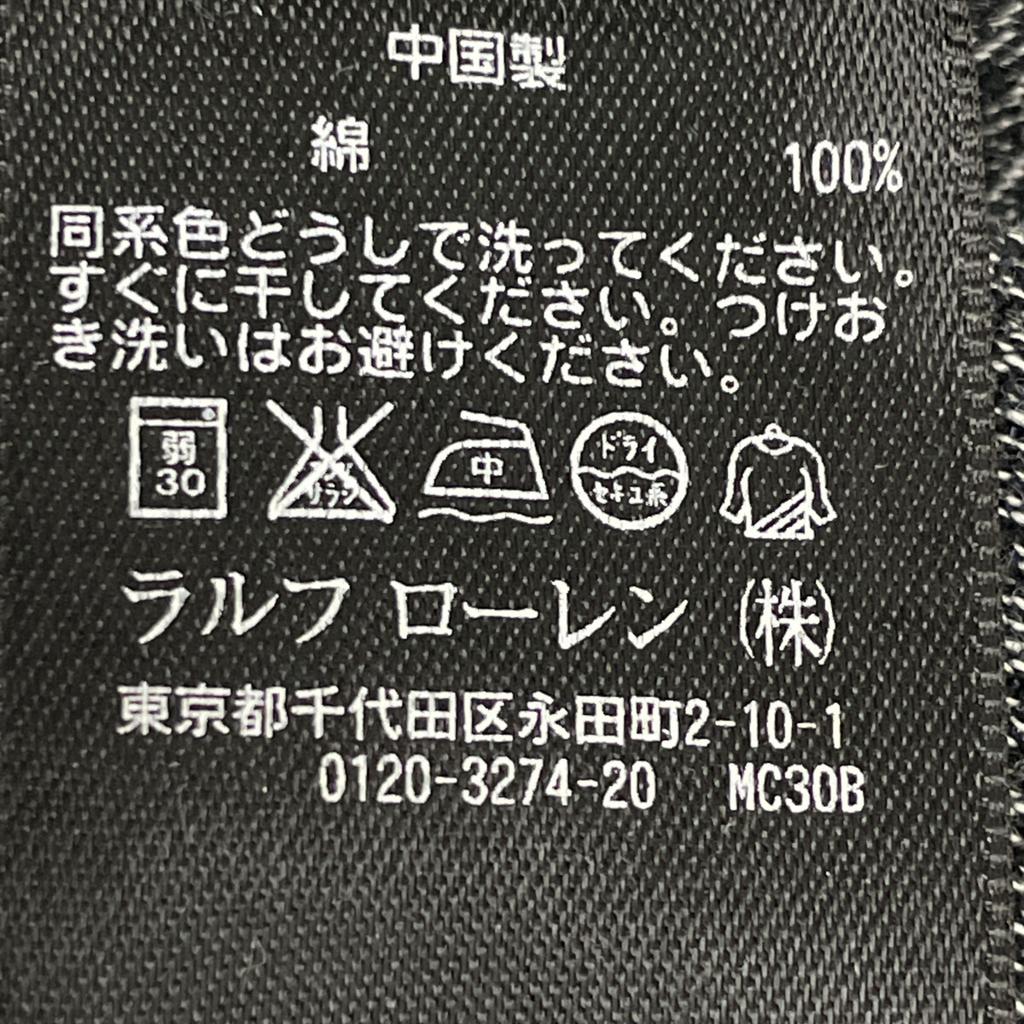 中国製
綿 100%
同系色どうしで洗ってください。
すぐに干してください。つけお
き洗いはお避けください。
弱 30 中 ドライ セキユ系
ラルフ ローレン (株)
東京都千代田区永田町2-10-1
0120-3274-20 MC30B